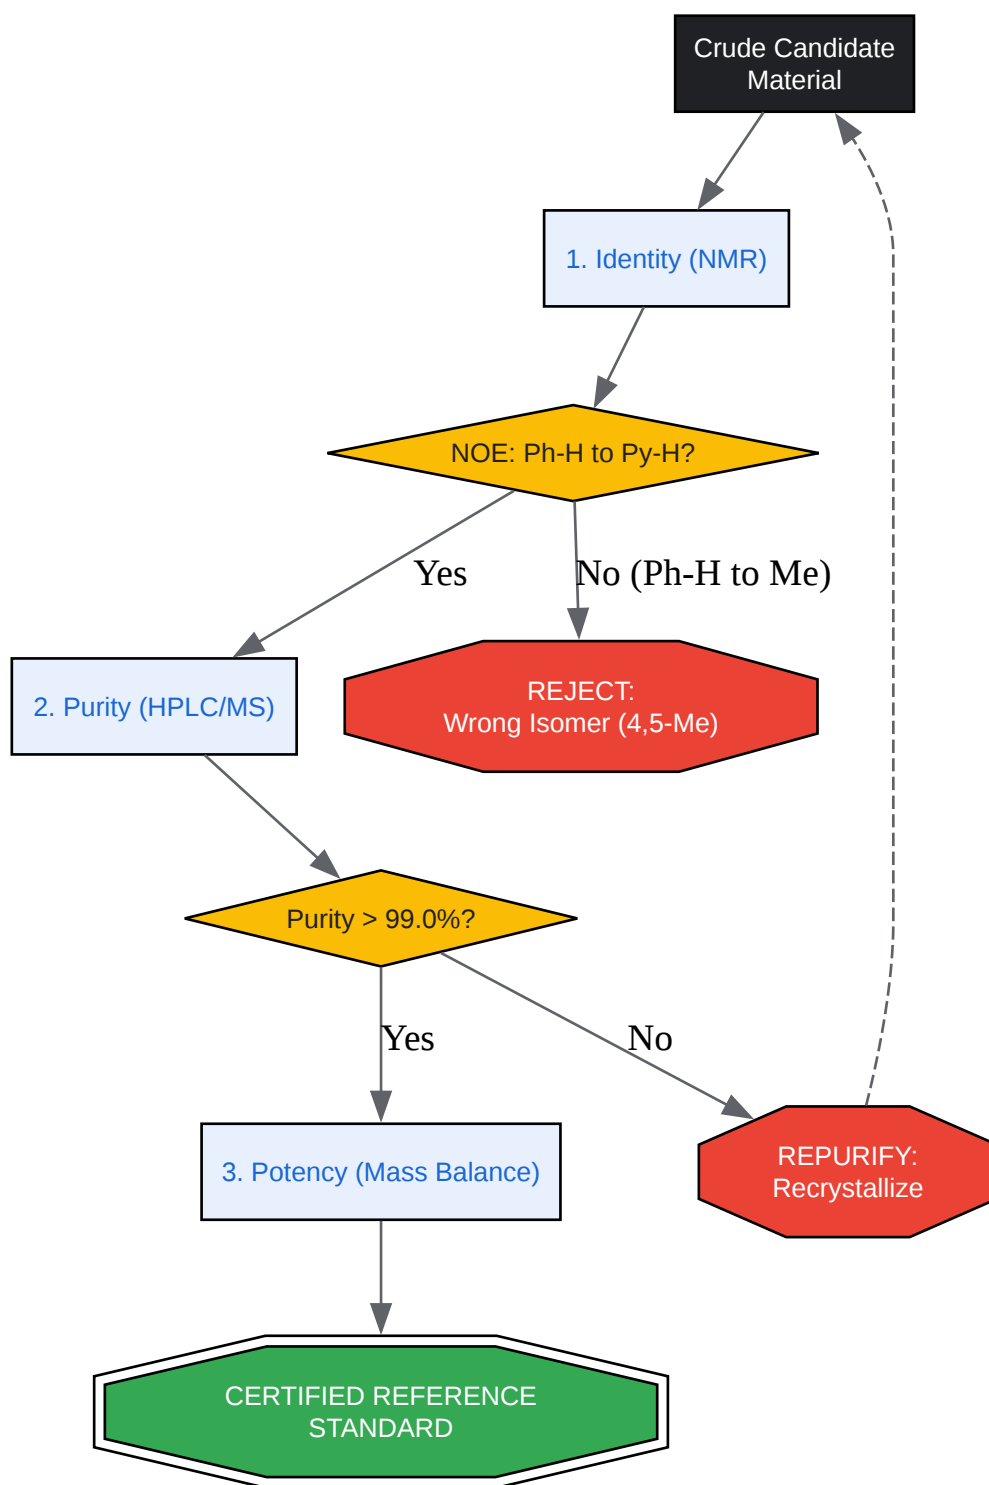 Crude Candidate
Material
1. Identity (NMR)
NOE: Ph-H to Py-H?
Yes
No (Ph-H to Me)
2. Purity (HPLC/MS)
REJECT:
Wrong Isomer (4,5-Me)
Purity > 99.0%?
Yes
No
3. Potency (Mass Balance)
REPURIFY:
Recrystallize
CERTIFIED REFERENCE
STANDARD